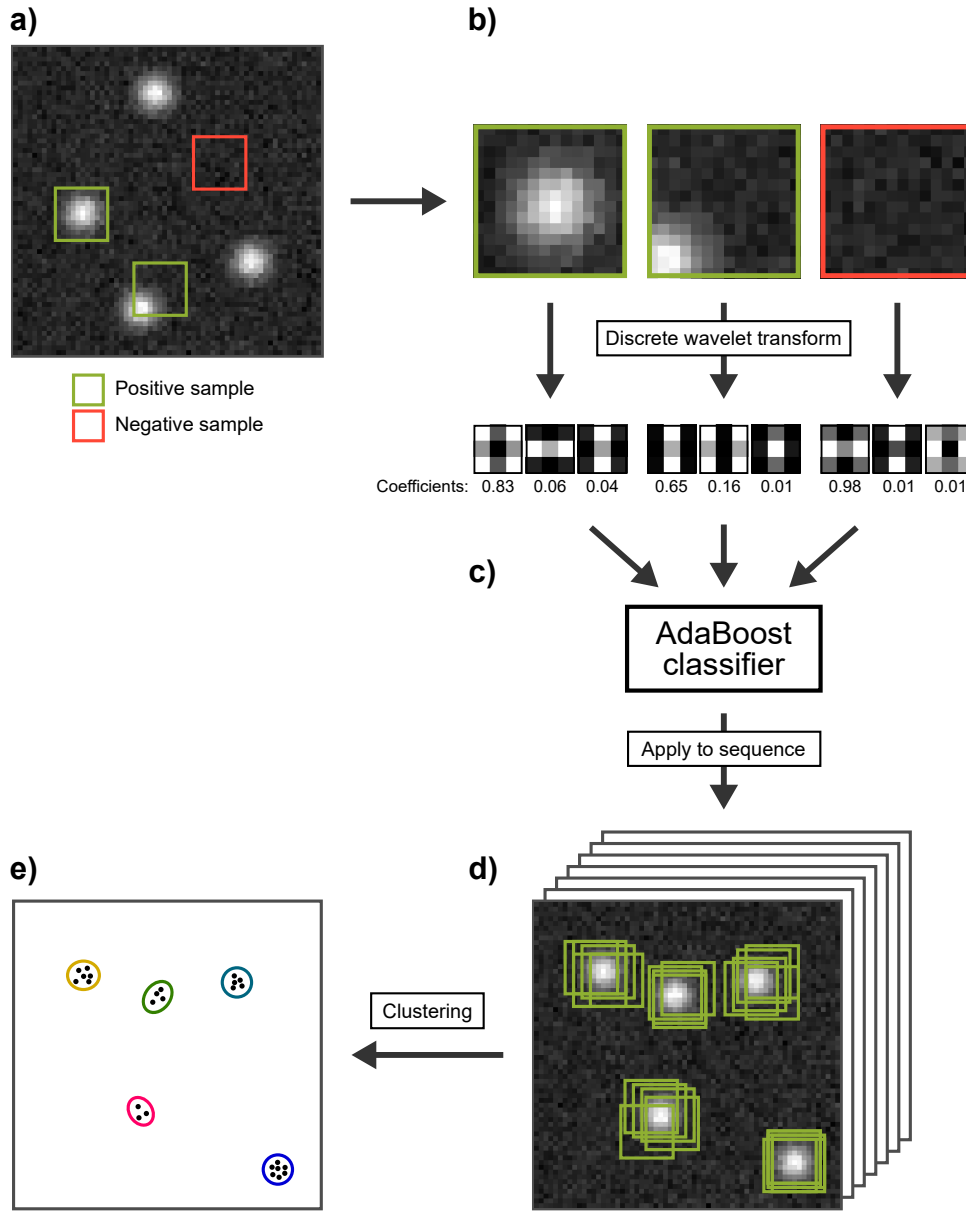 a)
b)
Positive sample
Negative sample
Discrete wavelet transform
Coefficients: 0.83 0.06 0.04 0.65 0.16 0.01 0.98 0.01 0.01
c)
AdaBoost
classifier
Apply to sequence
e)
d)
Clustering